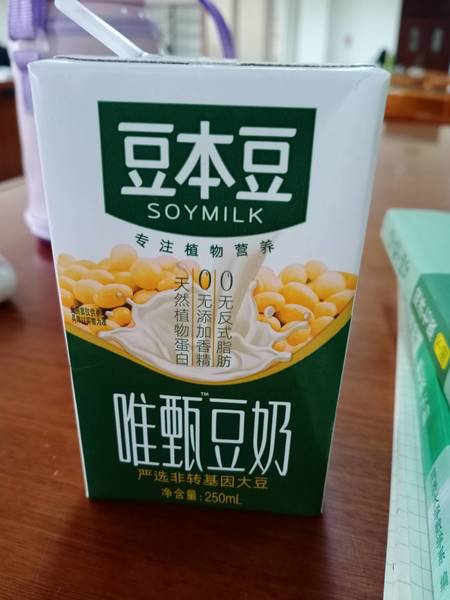 豆本豆
SOYMILK
专注植物营养
天然植物蛋白
0无添加香精
0无反式脂肪
唯甄豆奶
™
严选非转基因大豆
净含量:250mL